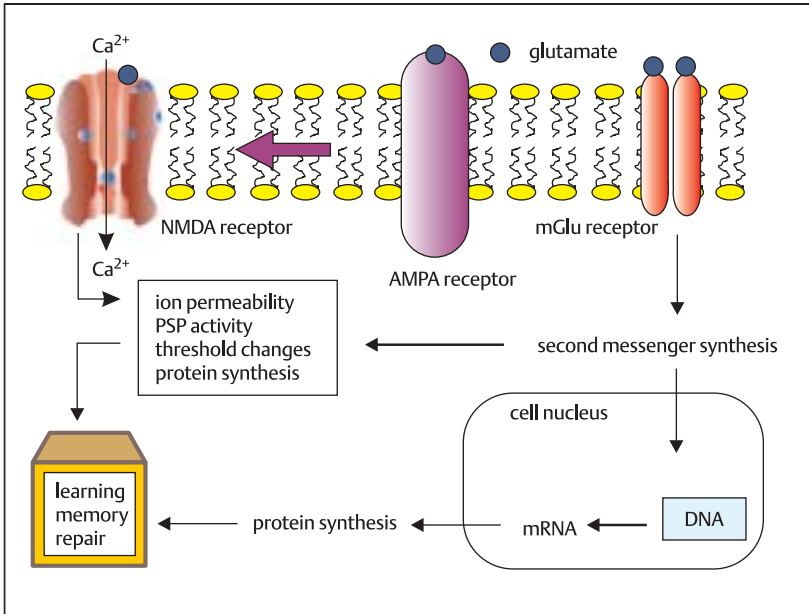 Ca²⁺
glutamate
NMDA receptor
mGlu receptor
AMPA receptor
Ca²⁺
ion permeability
PSP activity
threshold changes
protein synthesis
second messenger synthesis
cell nucleus
learning
memory
repair
protein synthesis
mRNA
DNA